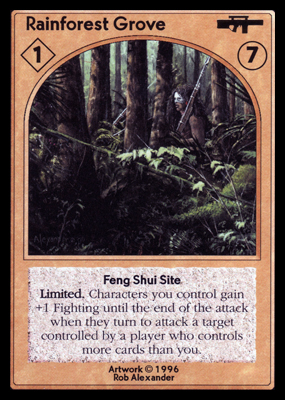 Rainforest Grove
1
7
Feng Shui Site
Limited. Characters you control gain
+1 Fighting until the end of the attack
when they turn to attack a target
controlled by a player who controls
more cards than you.
Artwork © 1996
Rob Alexander